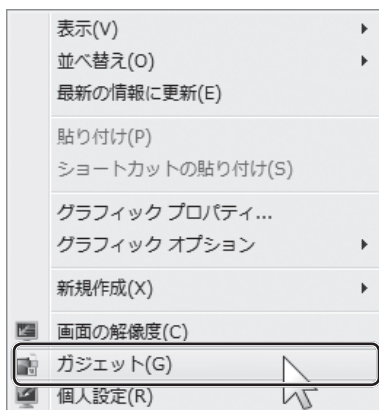 表示(V)
並べ替え(O)
最新の情報に更新(E)
貼り付け(P)
ショートカットの貼り付け(S)
グラフィック プロパティ...
グラフィック オプション
新規作成(X)
画面の解像度(C)
ガジェット(G)
個人設定(R)